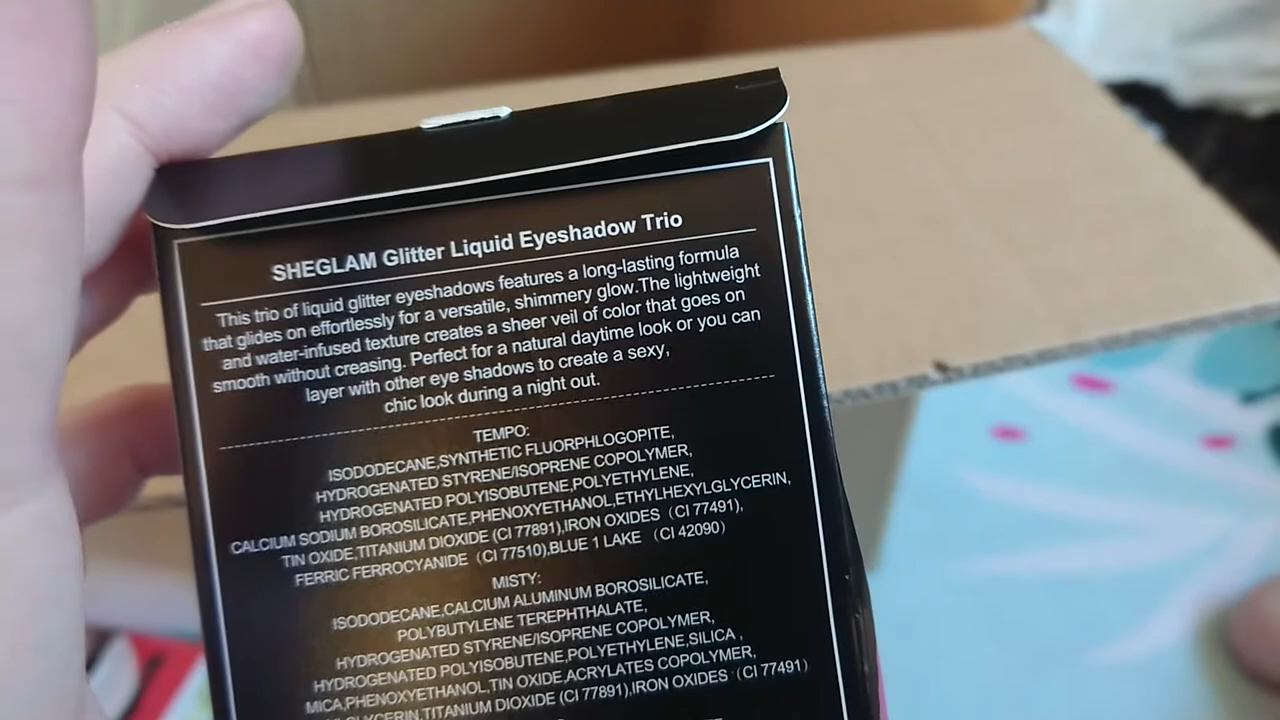 SHEGLAM Glitter Liquid Eyeshadow Trio
This trio of liquid glitter eyeshadows features a long-lasting formula
that glides on effortlessly for a versatile, shimmery glow.The lightweight
and water-infused texture creates a sheer veil of color that goes on
smooth without creasing. Perfect for a natural daytime look or you can
layer with other eye shadows to create a sexy,
chic look during a night out.
TEMPO:
ISODODECANE,SYNTHETIC FLUORPHLOGOPITE,
HYDROGENATED STYRENE/ISOPRENE COPOLYMER,
HYDROGENATED POLYISOBUTENE,POLYETHYLENE,
CALCIUM SODIUM BOROSILICATE,PHENOXYETHANOL,ETHYLHEXYLGLYCERIN,
TIN OXIDE,TITANIUM DIOXIDE (CI 77891),IRON OXIDES（CI 77491),
FERRIC FERROCYANIDE（CI 77510),BLUE 1 LAKE （CI 42090）
MISTY:
ISODODECANE,CALCIUM ALUMINUM BOROSILICATE,
POLYBUTYLENE TEREPHTHALATE,
HYDROGENATED STYRENE/ISOPRENE COPOLYMER,
HYDROGENATED POLYISOBUTENE,POLYETHYLENE,SILICA ,
MICA,PHENOXYETHANOL,TIN OXIDE,ACRYLATES COPOLYMER,
TITANIUM DIOXIDE (CI 77891),IRON OXIDES （CI 77491）